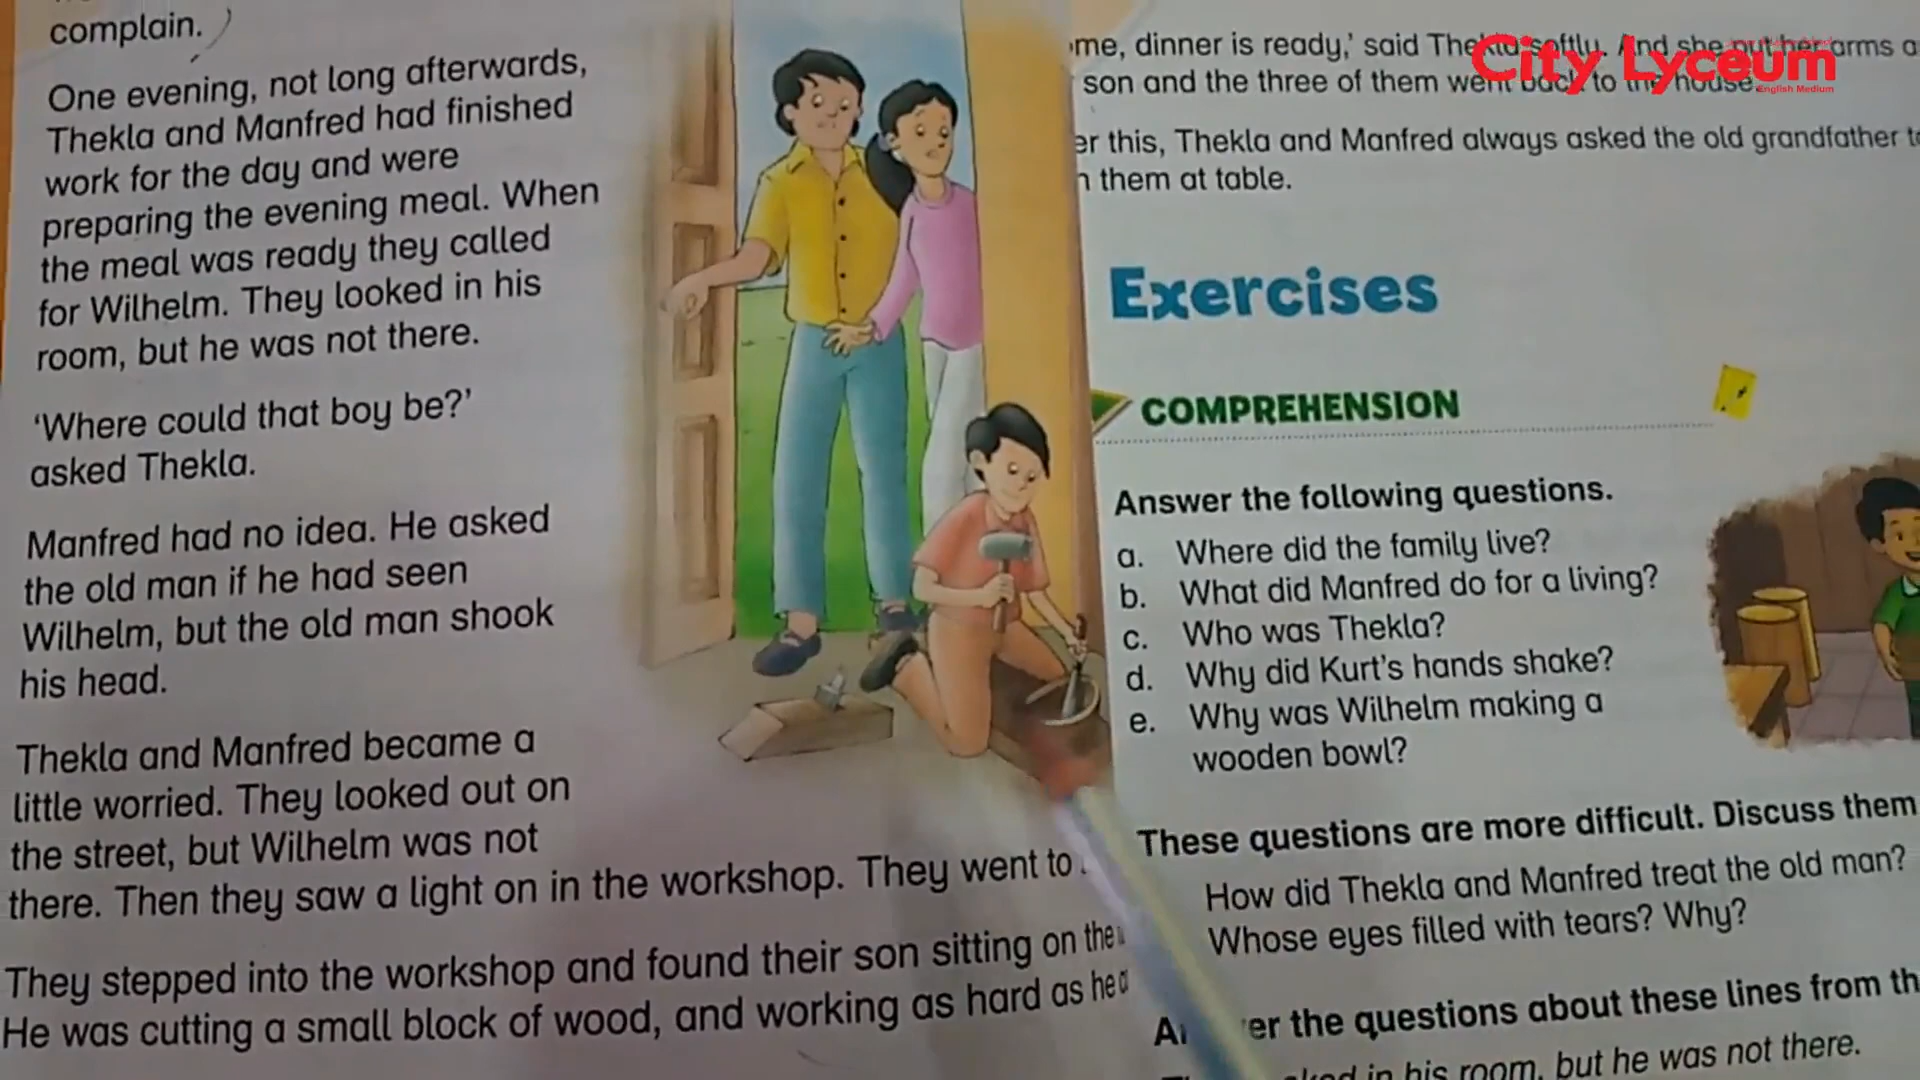 complain.
One evening, not long afterwards,
Thekla and Manfred had finished
work for the day and were
preparing the evening meal. When
the meal was ready they called
for Wilhelm. They looked in his
room, but he was not there.
‘Where could that boy be?’
asked Thekla.
Manfred had no idea. He asked
the old man if he had seen
Wilhelm, but the old man shook
his head.
Thekla and Manfred became a
little worried. They looked out on
the street, but Wilhelm was not
there. Then they saw a light on in the workshop. They went to
They stepped into the workshop and found their son sitting on the
He was cutting a small block of wood, and working as hard as he
me, dinner is ready,’ said Thekla softly. And she put her arms
son and the three of them went back to the house.
City Lyceum
English Medium
er this, Thekla and Manfred always asked the old grandfather
them at table.
Exercises
COMPREHENSION
Answer the following questions.
a. Where did the family live?
b. What did Manfred do for a living?
c. Who was Thekla?
d. Why did Kurt’s hands shake?
e. Why was Wilhelm making a
wooden bowl?
These questions are more difficult. Discuss them
How did Thekla and Manfred treat the old man?
Whose eyes filled with tears? Why?
er the questions about these lines from
in his room, but he was not there.